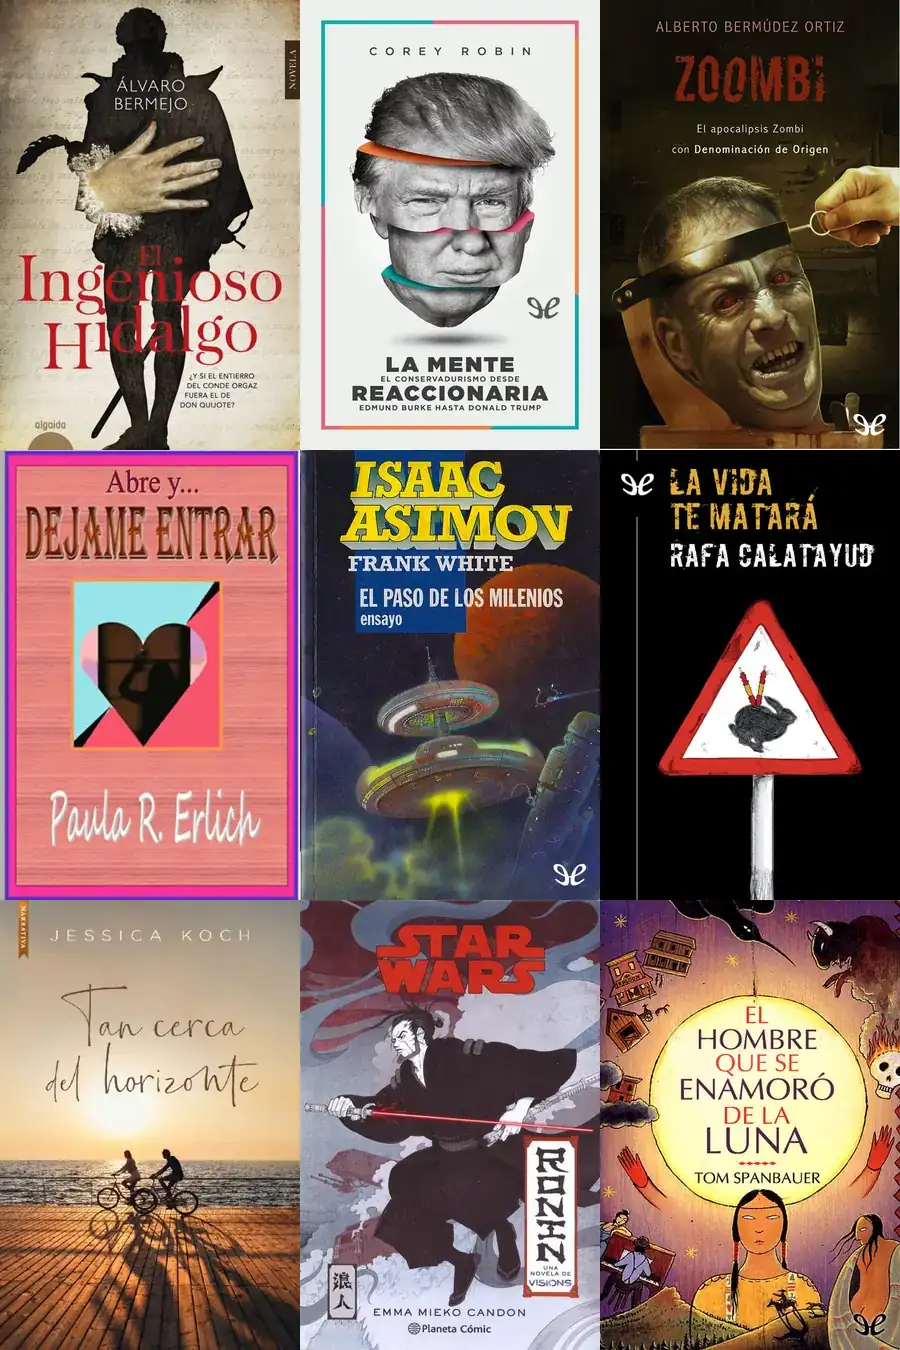 NOVELA
ÁLVARO
BERMEJO
El
Ingenioso
Hidalgo
¿Y SI EL ENTIERRO
DEL CONDE ORGAZ
FUERA EL DE
DON QUIJOTE?
algaida
COREY ROBIN
LA MENTE
EL CONSERVADURISMO DESDE
REACCIONARIA
EDMUND BURKE HASTA DONALD TRUMP
ALBERTO BERMÚDEZ ORTIZ
ZOOMBI
El apocalipsis Zombi
con Denominación de Origen
Abre y...
DEJAME ENTRAR
Paula R. Erlich
ISAAC
ASIMOV
FRANK WHITE
EL PASO DE LOS MILENIOS
ensayo
LA VIDA
TE MATARÁ
RAFA CALATAYUD
NARRATIVA
JESSICA KOCH
Tan cerca
del horizonte
STAR
WARS
RONIN
UNA
NOVELA DE
VISIONS
浪人
EMMA MIEKO CANDON
Planeta Cómic
EL
HOMBRE
QUE SE
ENAMORÓ
DE LA
LUNA
TOM SPANBAUER